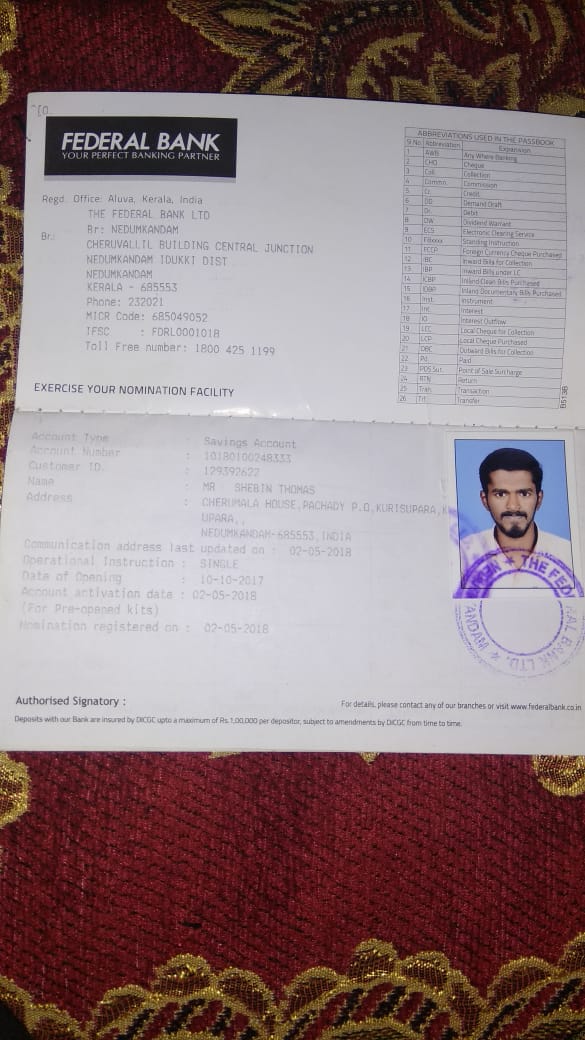 FEDERAL BANK
YOUR PERFECT BANKING PARTNER
Regd. Office: Aluva, Kerala, India
THE FEDERAL BANK LTD
Br: NEDUMKANDAM
Br.:
CHERUVALLIL BUILDING CENTRAL JUNCTION
NEDUMKANDAM IDUKKI DIST
NEDUMKANDAM
KERALA - 685553
Phone: 232021
MICR Code: 685049052
IFSC : FDRL0001018
Toll Free number: 1800 425 1199
EXERCISE YOUR NOMINATION FACILITY
ABBREVIATIONS USED IN THE PASSBOOK
Sl No. Abbreviation Expansion
1 AWB Any Where Banking
2 CHQ Cheque
3 Coll. Collection
4 Commn. Commission
5 Cr. Credit
6 DD Demand Draft
7 Dr. Debit
8 DW Dividend Warrant
9 ECS Electronic Clearing Service
10 Standing Instruction
11 FCCP Foreign Currency Cheque Purchased
12 IBC Inward Bills for Collection
13 IBP Inward Bills under LC
14 ICBP Inland Clean Bills Purchased
15 IDBP Inland Documentary Bills Purchased
16 Inst. Instrument
17 Int. Interest
18 IO Interest Outflow
19 LCC Local Cheque for Collection
20 LCP Local Cheque Purchased
21 OBC Outward Bills for Collection
22 Pd. Paid
23 POS Sur. Point of Sale Surcharge
24 RTN Return
25 Tran. Transaction
26 Trf. Transfer
B513B
Account Type : Savings Account
Account Number : 10180100248333
Customer ID. : 129392622
Name : MR SHEBIN THOMAS
Address : CHERUMALA HOUSE,PACHADY P.O,KURISUPARA,K
UPARA,,
NEDUMKANDAM-685553,INDIA
Communication address last updated on : 02-05-2018
Operational Instruction : SINGLE
Date of Opening : 10-10-2017
Account activation date : 02-05-2018
(For Pre-opened kits)
Nomination registered on : 02-05-2018
Authorised Signatory :
For details, please contact any of our branches or visit www.federalbank.co.in
Deposits with our Bank are insured by DICGC upto a maximum of Rs.1,00,000 per depositor, subject to amendments by DICGC from time to time.